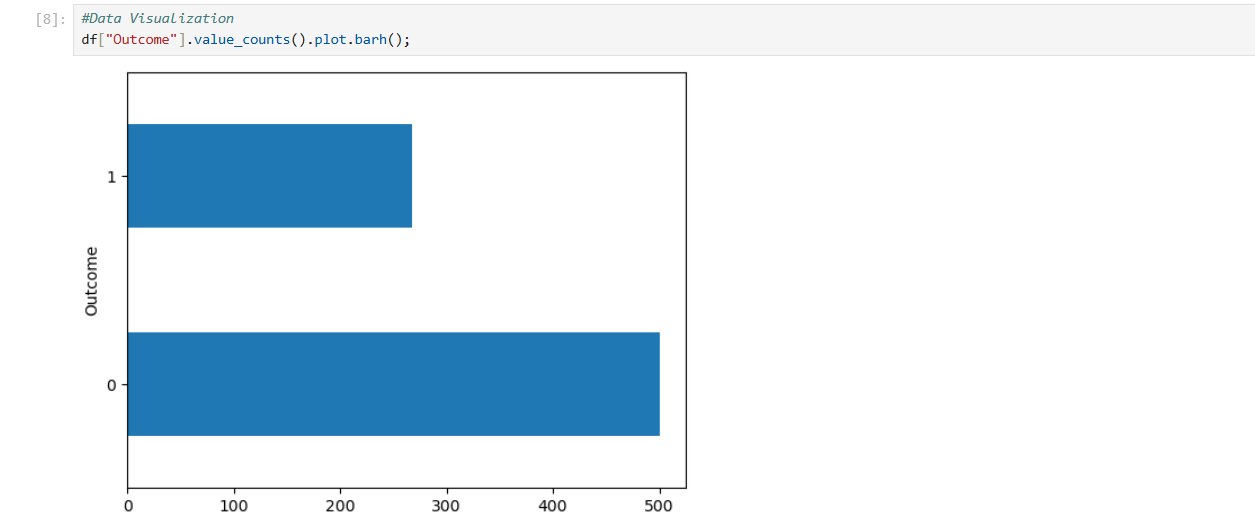 [8]: #Data Visualization
df["Outcome"].value_counts().plot.barh();
1
Outcome
0
0 100 200 300 400 500